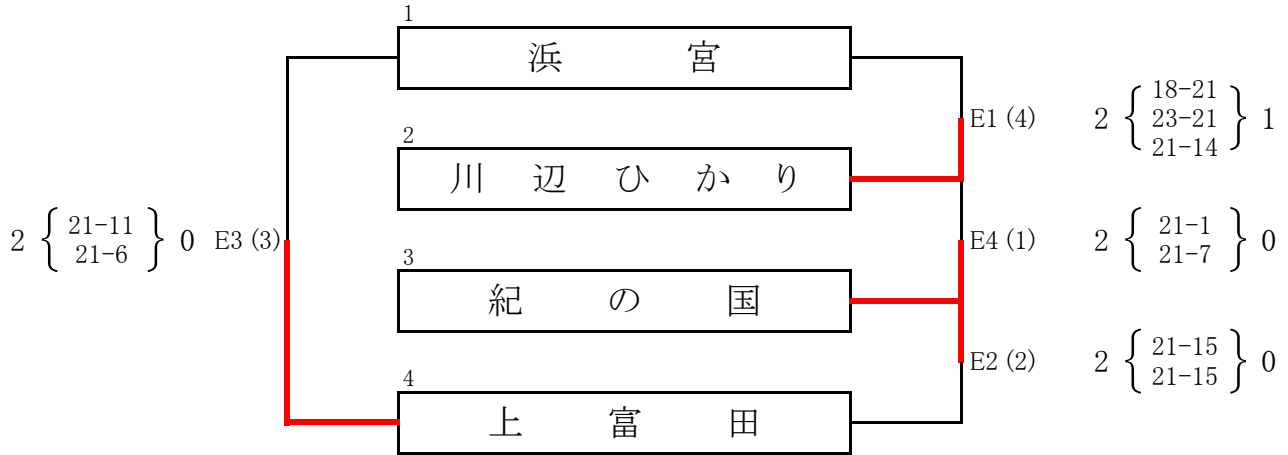 1
浜 宮
E1 (4) 2 { 18-21 23-21 21-14 } 1
2
川 辺 ひ か り
2 { 21-11 21-6 } 0 E3 (3)
E4 (1) 2 { 21-1 21-7 } 0
3
紀 の 国
E2 (2) 2 { 21-15 21-15 } 0
4
上 富 田